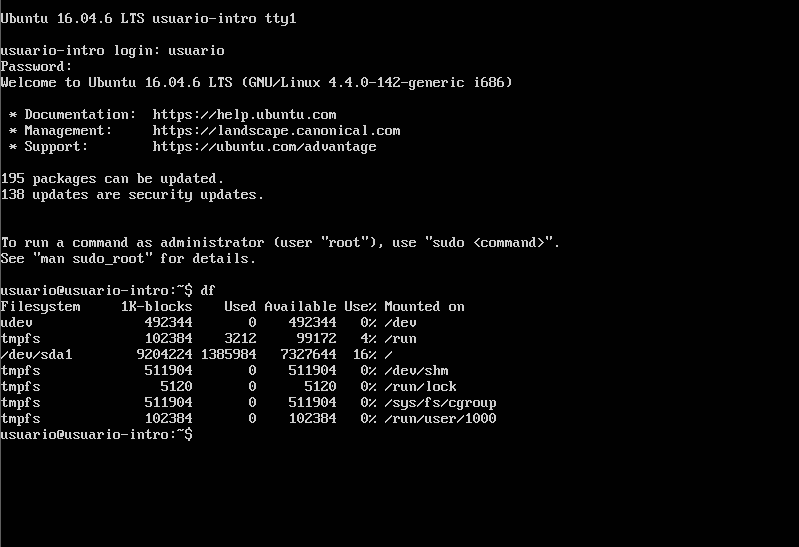 Ubuntu 16.04.6 LTS usuario-intro tty1
usuario-intro login: usuario
Password:
Welcome to Ubuntu 16.04.6 LTS (GNU/Linux 4.4.0-142-generic i686)
 * Documentation:  https://help.ubuntu.com
 * Management:     https://landscape.canonical.com
 * Support:        https://ubuntu.com/advantage
195 packages can be updated.
138 updates are security updates.
To run a command as administrator (user "root"), use "sudo <command>".
See "man sudo_root" for details.
usuario@usuario-intro:~$ df
Filesystem     1K-blocks    Used Available Use% Mounted on
udev              492344       0    492344   0% /dev
tmpfs             102384    3212     99172   4% /run
/dev/sda1        9204224 1385984   7327644  16% /
tmpfs             511904       0    511904   0% /dev/shm
tmpfs               5120       0      5120   0% /run/lock
tmpfs             511904       0    511904   0% /sys/fs/cgroup
tmpfs             102384       0    102384   0% /run/user/1000
usuario@usuario-intro:~$